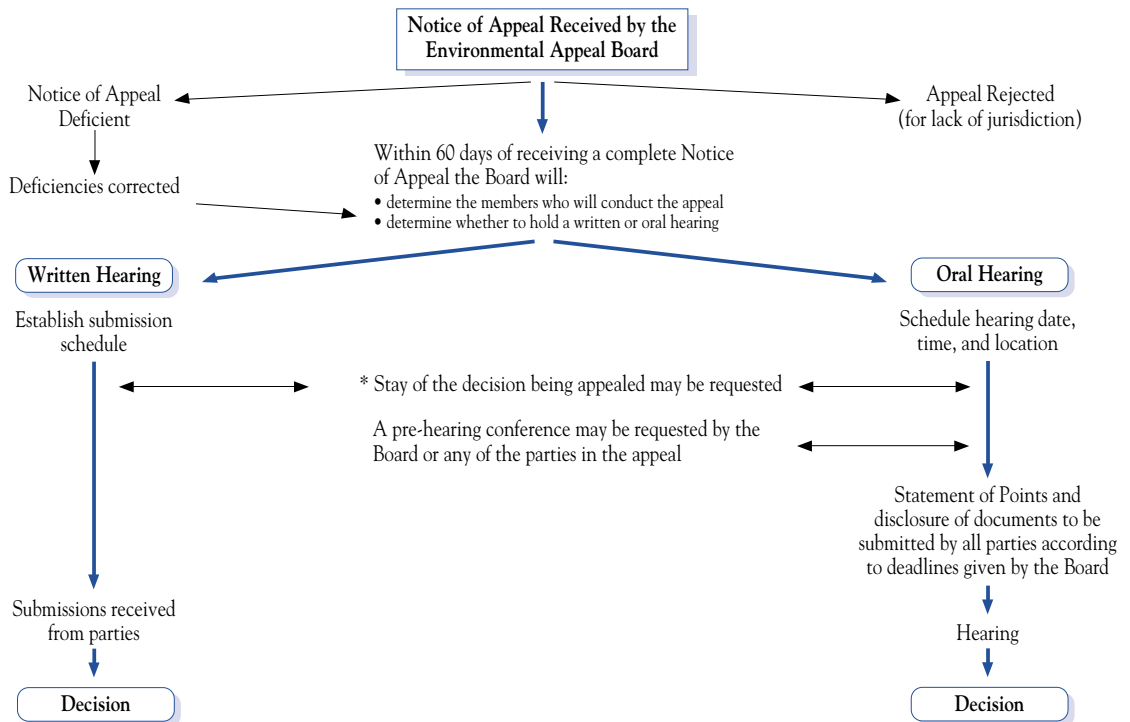 Notice of Appeal Received by the
Environmental Appeal Board
Notice of Appeal
Deficient
Appeal Rejected
(for lack of jurisdiction)
Deficiencies corrected
Within 60 days of receiving a complete Notice
of Appeal the Board will:
• determine the members who will conduct the appeal
• determine whether to hold a written or oral hearing
Written Hearing
Oral Hearing
Establish submission
schedule
Schedule hearing date,
time, and location
* Stay of the decision being appealed may be requested
A pre-hearing conference may be requested by the
Board or any of the parties in the appeal
Statement of Points and
disclosure of documents to be
submitted by all parties according
to deadlines given by the Board
Submissions received
from parties
Hearing
Decision
Decision